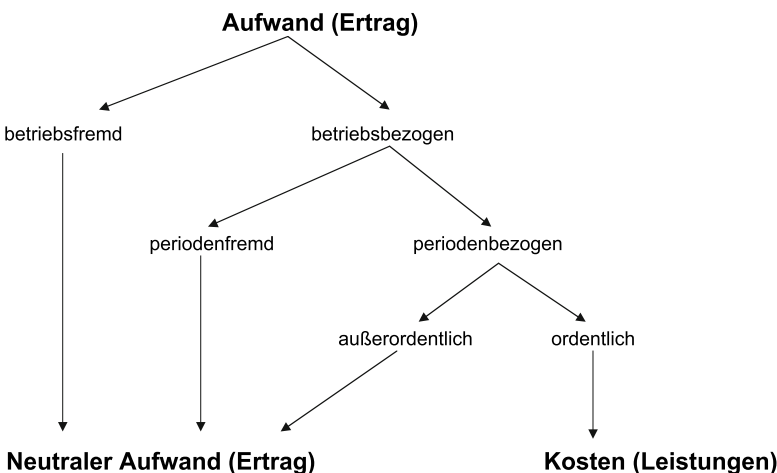 Aufwand (Ertrag)
betriebsfremd betriebsbezogen
periodenfremd periodenbezogen
außerordentlich ordentlich
Neutraler Aufwand (Ertrag) Kosten (Leistungen)